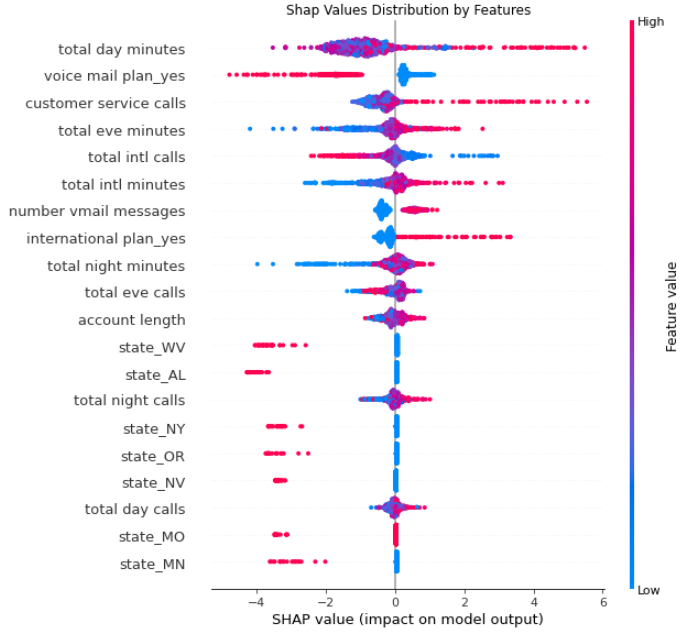 Shap Values Distribution by Features
High
total day minutes
voice mail plan_yes
customer service calls
total eve minutes
total intl calls
total intl minutes
number vmail messages
international plan_yes
total night minutes
total eve calls
account length
state_WV
state_AL
total night calls
state_NY
state_OR
state_NV
total day calls
state_MO
state_MN
Feature value
Low
−4 −2 0 2 4 6
SHAP value (impact on model output)